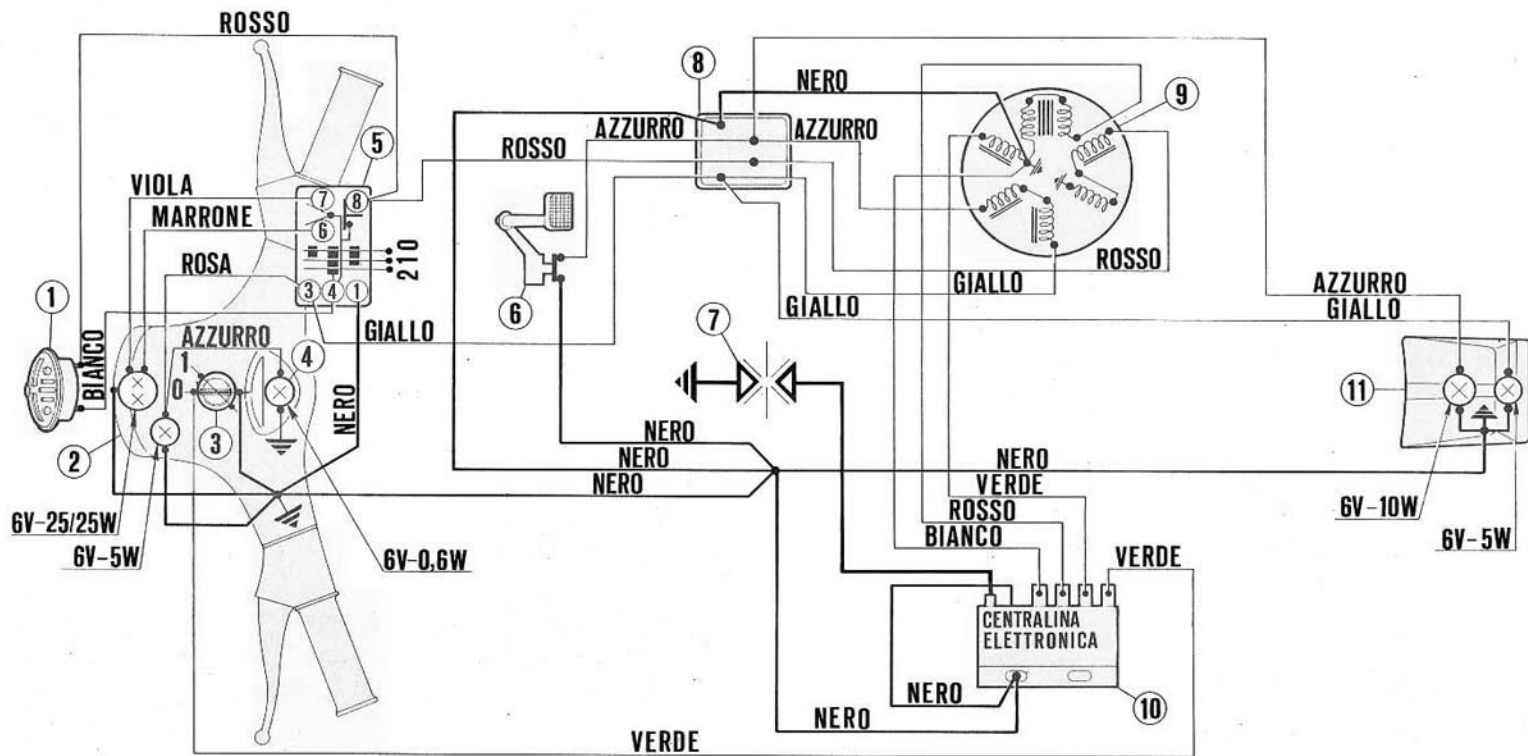 ROSSO
8
NERO
9
5
AZZURRO
AZZURRO
ROSSO
VIOLA
7
8
MARRONE
6
ROSA
2 1 0
3
4
1
6
GIALLO
ROSSO
GIALLO
AZZURRO
GIALLO
1
GIALLO
7
BIANCO
AZZURRO
4
1
0
NERO
11
2
3
NERO
NERO
NERO
NERO
VERDE
6V-25/25W
ROSSO
6V-10W
6V-5W
6V-0,6W
BIANCO
VERDE
6V-5W
CENTRALINA
ELETTRONICA
NERO
10
NERO
VERDE